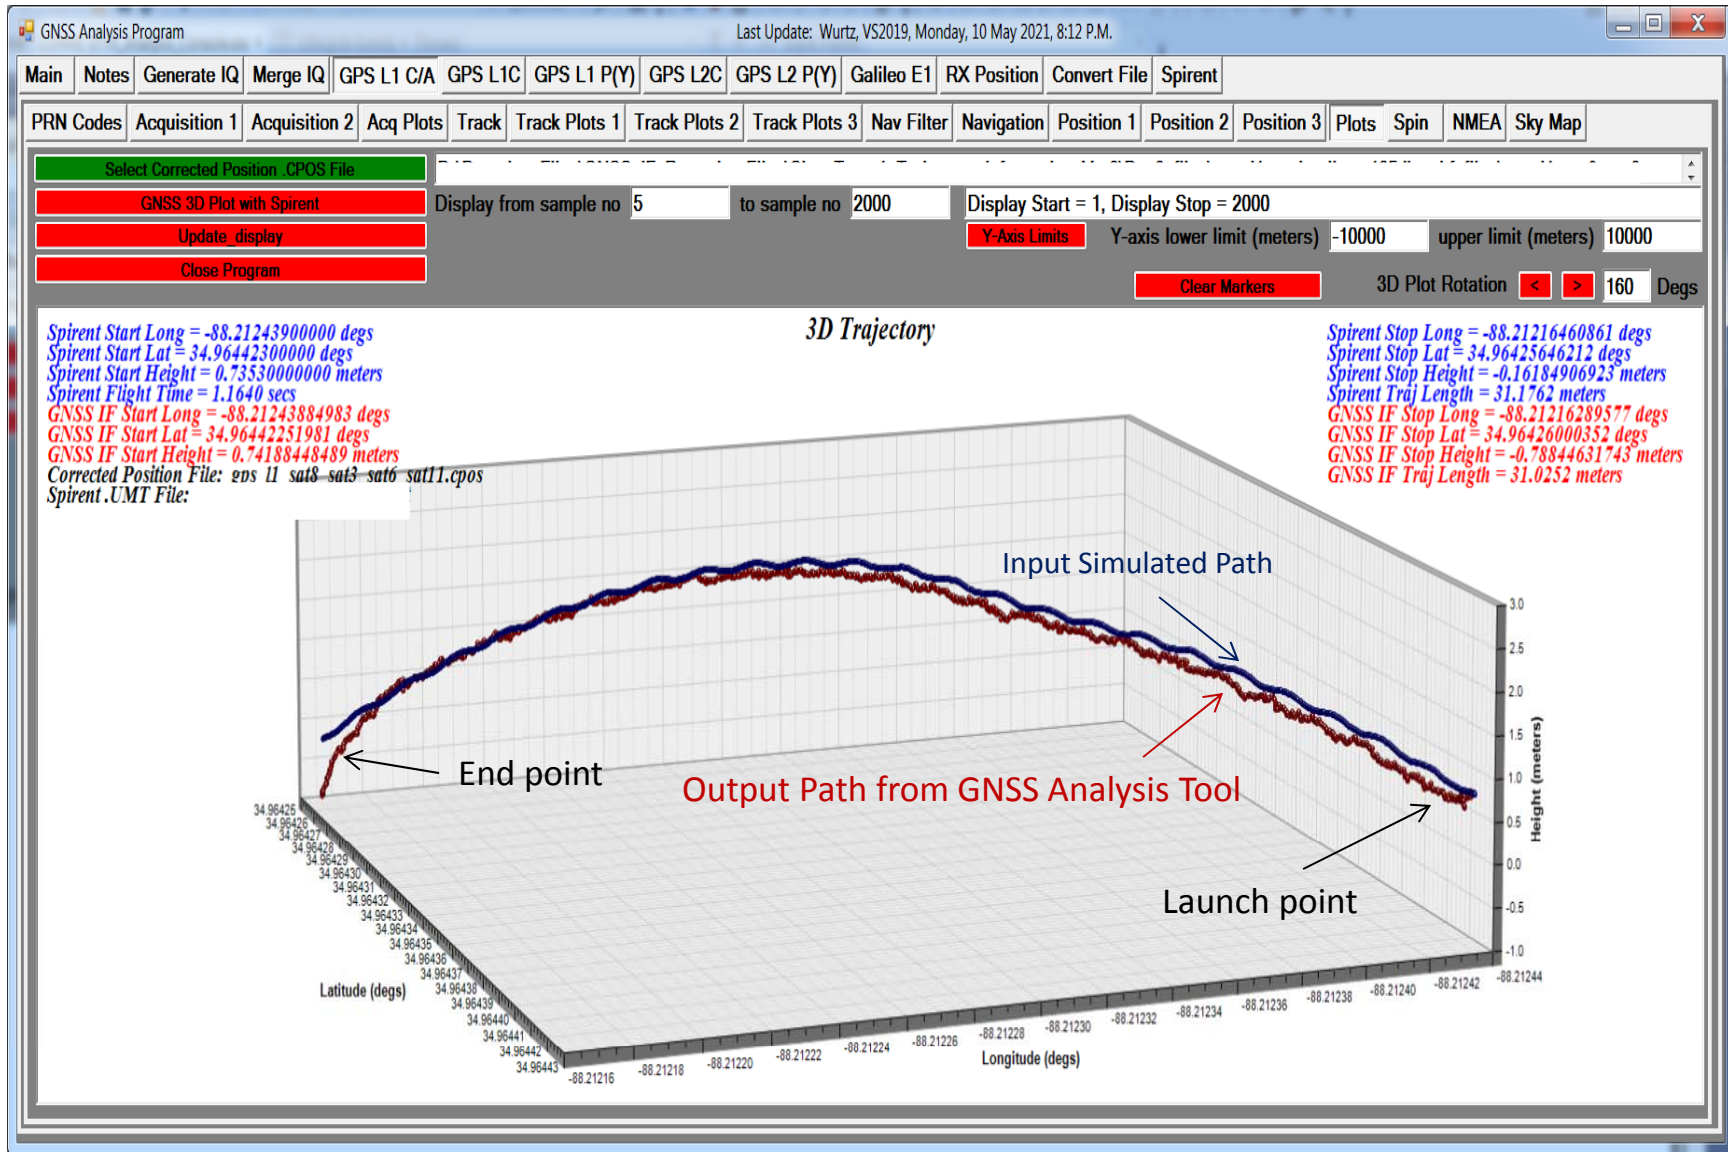 GNSS Analysis Program
Last Update: Wurtz, VS2019, Monday, 10 May 2021, 8:12 P.M.
Main Notes Generate IQ Merge IQ GPS L1 C/A GPS L1C GPS L1 P(Y) GPS L2C GPS L2 P(Y) Galileo E1 RX Position Convert File Spirent
PRN Codes Acquisition 1 Acquisition 2 Acq Plots Track Track Plots 1 Track Plots 2 Track Plots 3 Nav Filter Navigation Position 1 Position 2 Position 3 Plots Spin NMEA Sky Map
Select Corrected Position .CPOS File
GNSS 3D Plot with Spirent
Display from sample no 5 to sample no 2000
Display Start = 1, Display Stop = 2000
Update_display
Y-Axis Limits
Y-axis lower limit (meters) -10000 upper limit (meters) 10000
Close Program
Clear Markers
3D Plot Rotation < > 160 Degs
3D Trajectory
Spirent Start Long = -88.21243900000 degs
Spirent Start Lat = 34.96442300000 degs
Spirent Start Height = 0.73530000000 meters
Spirent Flight Time = 1.1640 secs
GNSS IF Start Long = -88.21243884983 degs
GNSS IF Start Lat = 34.96442251981 degs
GNSS IF Start Height = 0.74188448489 meters
Corrected Position File: gps_l1_sat8_sat3_sat6_sat11.cpos
Spirent .UMT File:
Spirent Stop Long = -88.21216460861 degs
Spirent Stop Lat = 34.96425646212 degs
Spirent Stop Height = -0.16184906923 meters
Spirent Traj Length = 31.1762 meters
GNSS IF Stop Long = -88.21216289577 degs
GNSS IF Stop Lat = 34.96426000352 degs
GNSS IF Stop Height = -0.78844631743 meters
GNSS IF Traj Length = 31.0252 meters
Input Simulated Path
End point
Output Path from GNSS Analysis Tool
Launch point
3.0
2.5
2.0
1.5
1.0
0.5
0.0
-0.5
-1.0
Height (meters)
34.96425
34.96426
34.96427
34.96428
34.96429
34.96430
34.96431
34.96432
34.96433
34.96434
34.96435
34.96436
34.96437
34.96438
34.96439
34.96440
34.96441
34.96442
34.96443
Latitude (degs)
-88.21216
-88.21218
-88.21220
-88.21222
-88.21224
-88.21226
-88.21228
-88.21230
-88.21232
-88.21234
-88.21236
-88.21238
-88.21240
-88.21242
-88.21244
Longitude (degs)